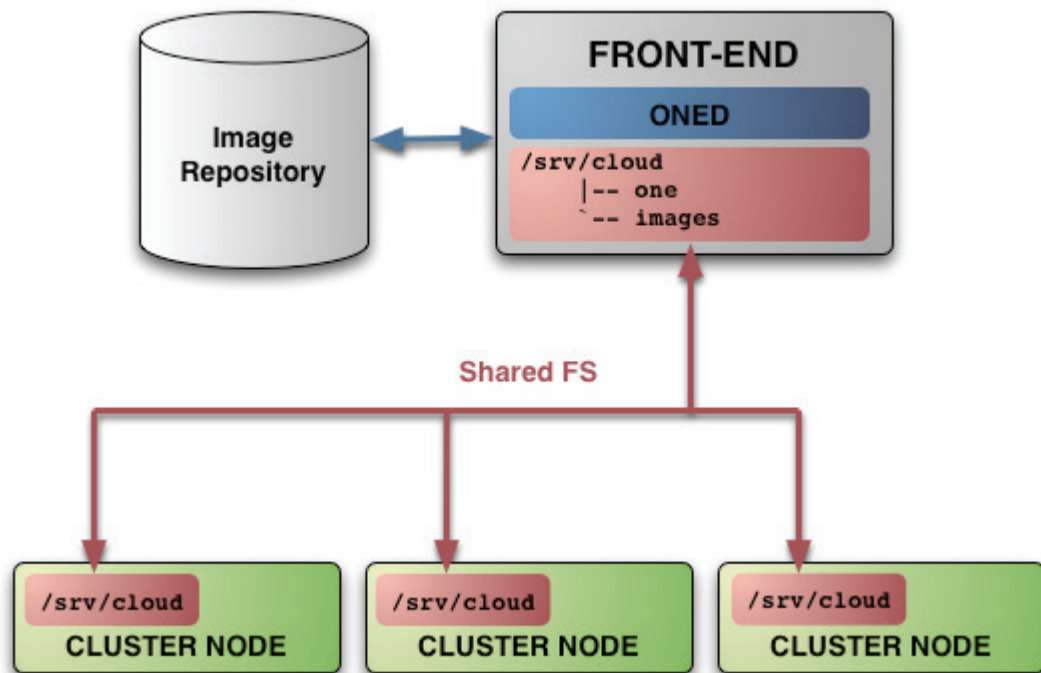 Image
Repository
FRONT-END
ONED
/srv/cloud
|-- one
`-- images
Shared FS
/srv/cloud
CLUSTER NODE
/srv/cloud
CLUSTER NODE
/srv/cloud
CLUSTER NODE